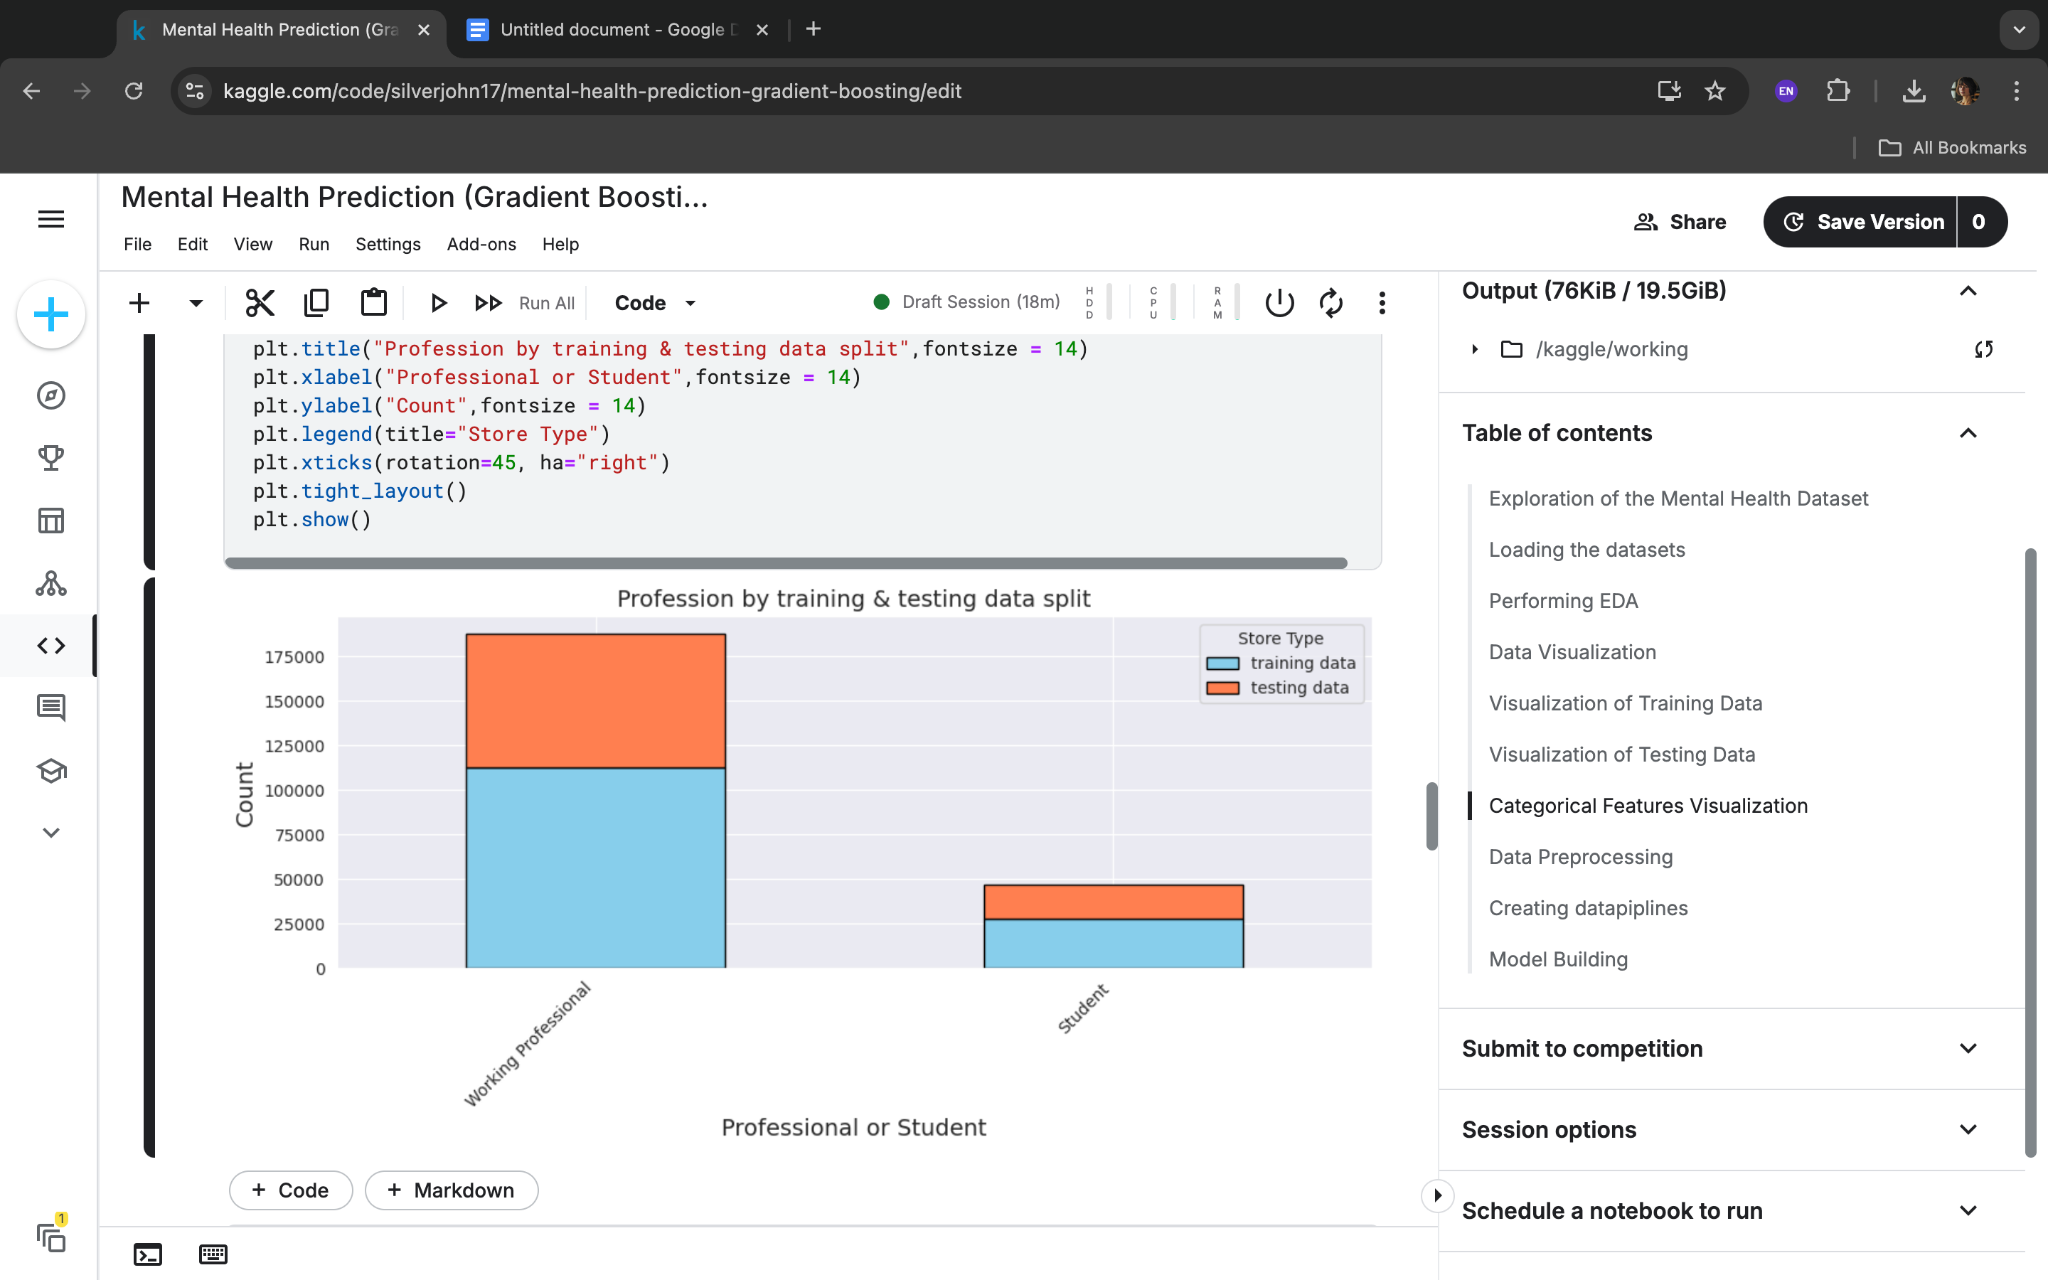 Mental Health Prediction (Gra
Untitled document - Google D
kaggle.com/code/silverjohn17/mental-health-prediction-gradient-boosting/edit
EN
All Bookmarks
Mental Health Prediction (Gradient Boosti...
File Edit View Run Settings Add-ons Help
Share
Save Version 0
Run All
Code
Draft Session (18m)
HDD
CPU
RAM
plt.title("Profession by training & testing data split",fontsize = 14)
plt.xlabel("Professional or Student",fontsize = 14)
plt.ylabel("Count",fontsize = 14)
plt.legend(title="Store Type")
plt.xticks(rotation=45, ha="right")
plt.tight_layout()
plt.show()
Profession by training & testing data split
Store Type
training data
testing data
175000
150000
125000
100000
75000
50000
25000
0
Count
Working Professional
Student
Professional or Student
+ Code
+ Markdown
Output (76KiB / 19.5GiB)
/kaggle/working
Table of contents
Exploration of the Mental Health Dataset
Loading the datasets
Performing EDA
Data Visualization
Visualization of Training Data
Visualization of Testing Data
Categorical Features Visualization
Data Preprocessing
Creating datapiplines
Model Building
Submit to competition
Session options
Schedule a notebook to run
1